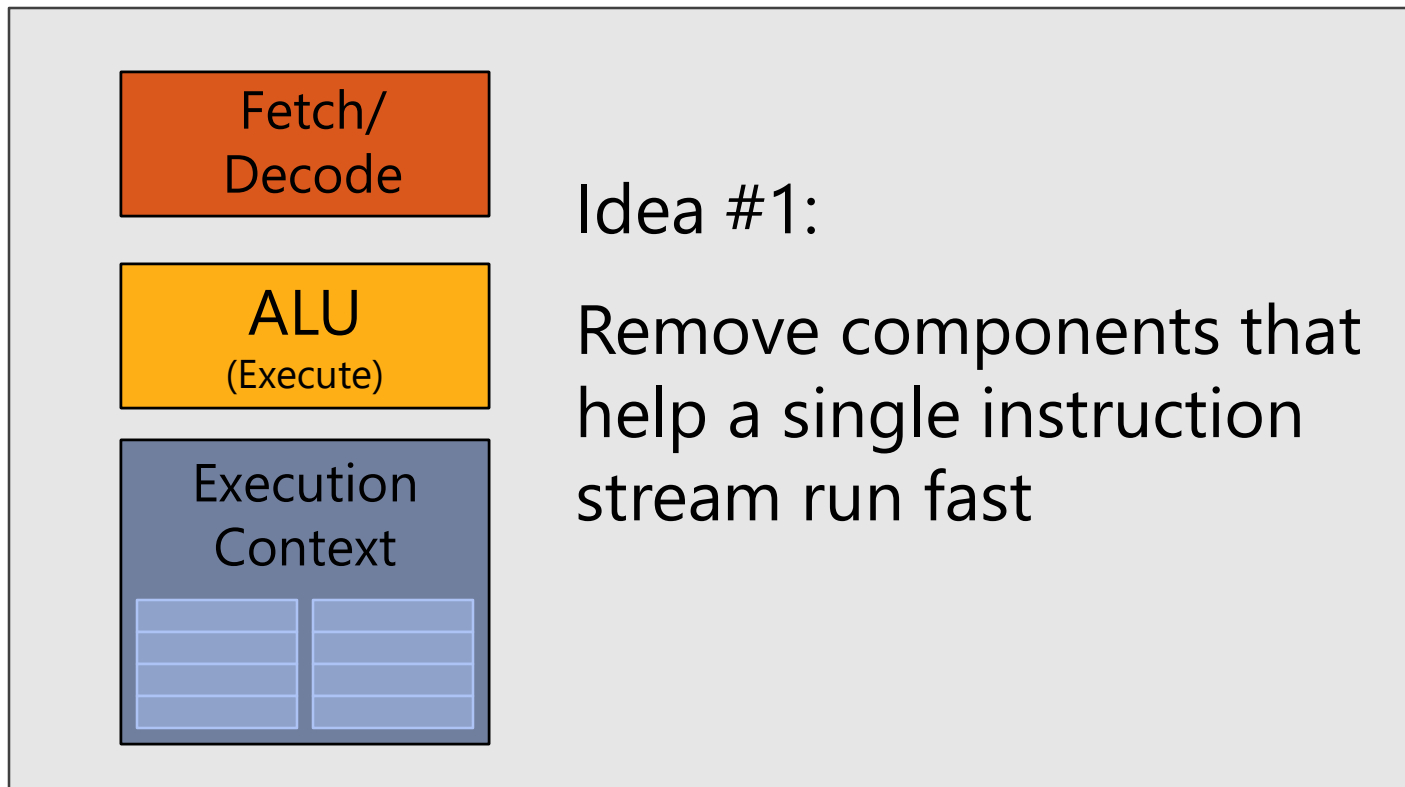 Fetch/
Decode
ALU
(Execute)
Execution
Context
Idea #1:
Remove components that
help a single instruction
stream run fast